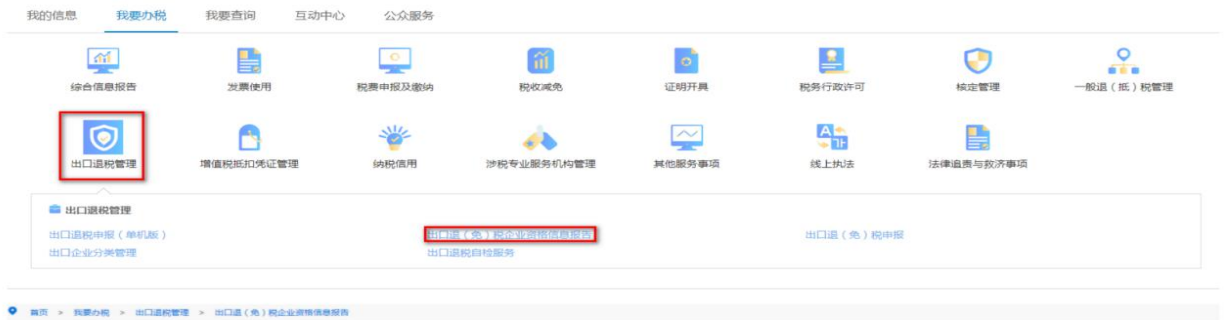 我的信息 我要办税 我要查询 互动中心 公众服务
综合信息报告 发票使用 税费申报及缴纳 税收减免 证明开具 税务行政许可 核定管理 一般退（抵）税管理
出口退税管理 增值税抵扣凭证管理 纳税信用 涉税专业服务机构管理 其他服务事项 线上执法 法律追责与救济事项
出口退税管理
出口退税申报（单机版） 出口退（免）税企业资格信息报告 出口退（免）税申报
出口企业分类管理 出口退税自检服务
首页 > 我要办税 > 出口退税管理 > 出口退（免）税企业资格信息报告